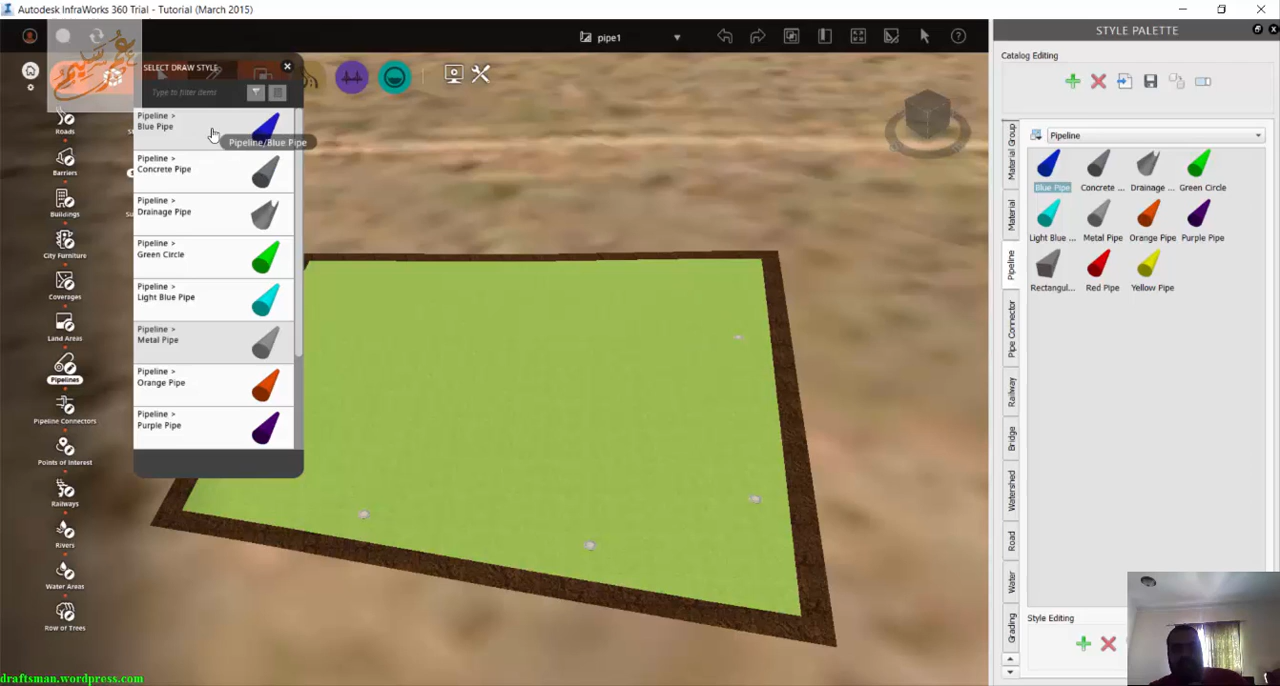 Autodesk InfraWorks 360 Trial - Tutorial (March 2015)
pipe1
SELECT DRAW STYLE
Type to filter items
Pipeline >
Blue Pipe
Pipeline/Blue Pipe
Pipeline >
Concrete Pipe
Pipeline >
Drainage Pipe
Pipeline >
Green Circle
Pipeline >
Light Blue Pipe
Pipeline >
Metal Pipe
Pipeline >
Orange Pipe
Pipeline >
Purple Pipe
Roads
Barriers
Buildings
City Furniture
Coverages
Land Areas
Pipelines
Pipeline Connectors
Points of Interest
Railways
Rivers
Water Areas
Row of Trees
STYLE PALETTE
Catalog Editing
Pipeline
Blue Pipe
Concrete ...
Drainage ...
Green Circle
Light Blue ...
Metal Pipe
Orange Pipe
Purple Pipe
Rectangul...
Red Pipe
Yellow Pipe
Material Group
Material
Pipeline
Pipe Connector
Railway
Bridge
Watershed
Road
Water
Grading
Style Editing
draftsman.wordpress.com